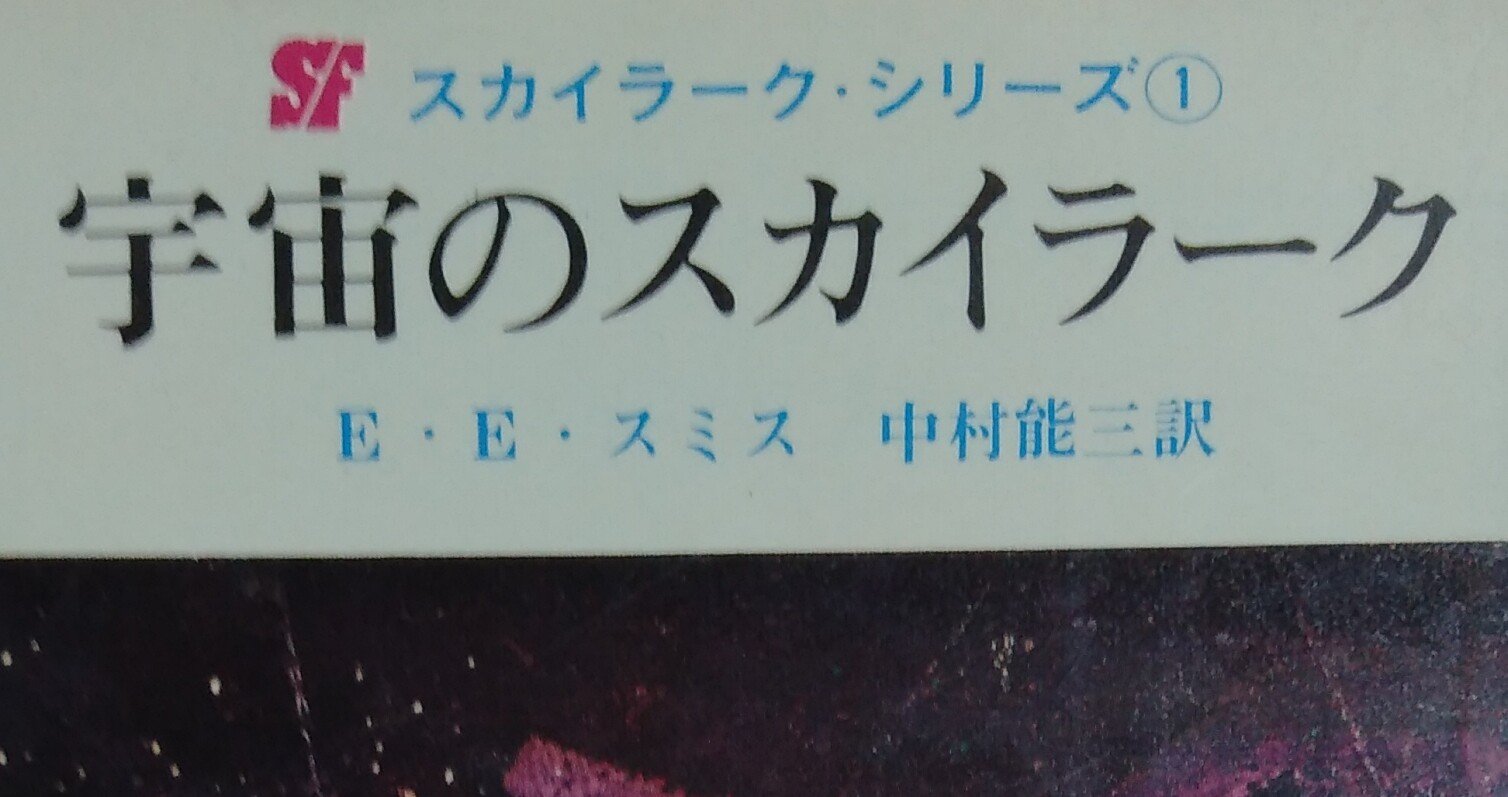 SF スカイラーク・シリーズ①
宇宙のスカイラーク
E・E・スミス 中村能三訳